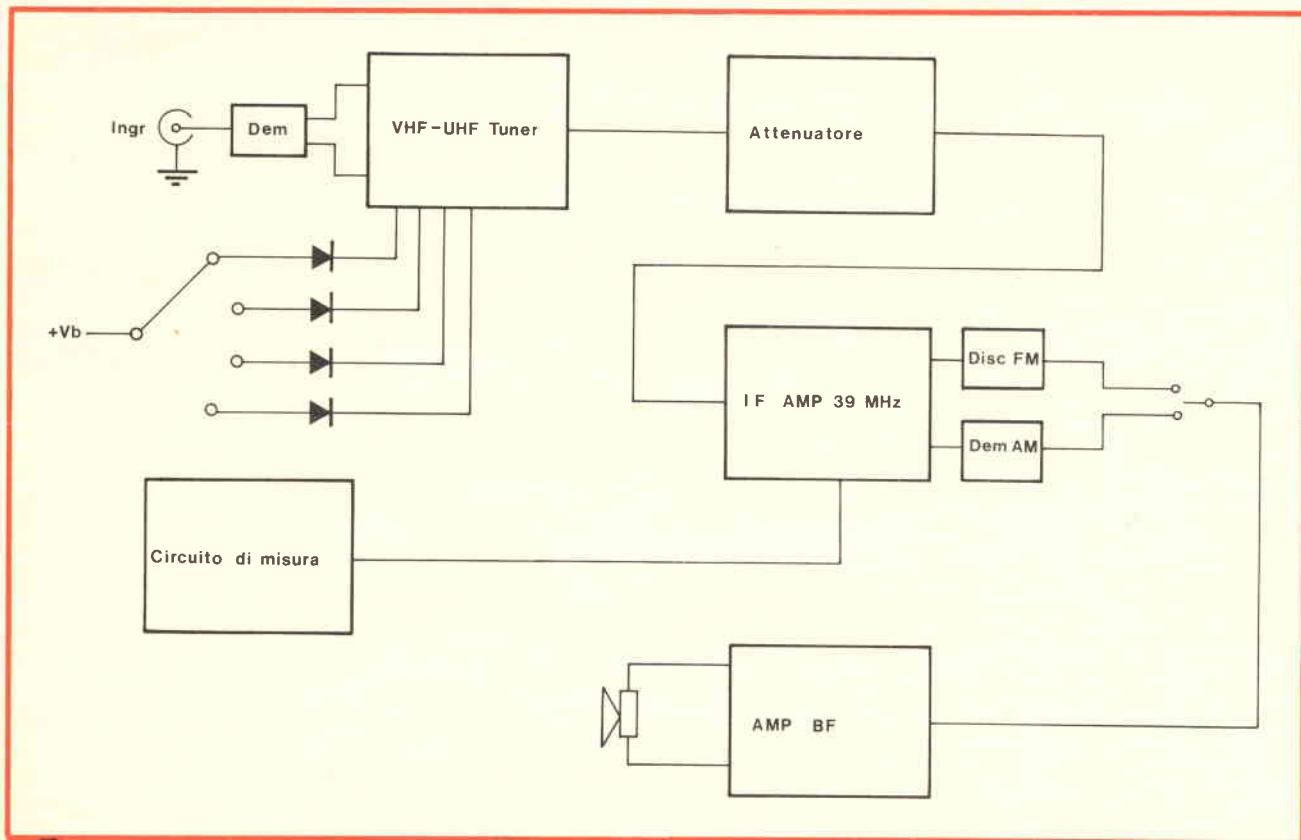 Ingr
Dem
VHF-UHF Tuner
Attenuatore
+Vb
IF AMP 39 MHz
Disc FM
Dem AM
Circuito di misura
AMP BF